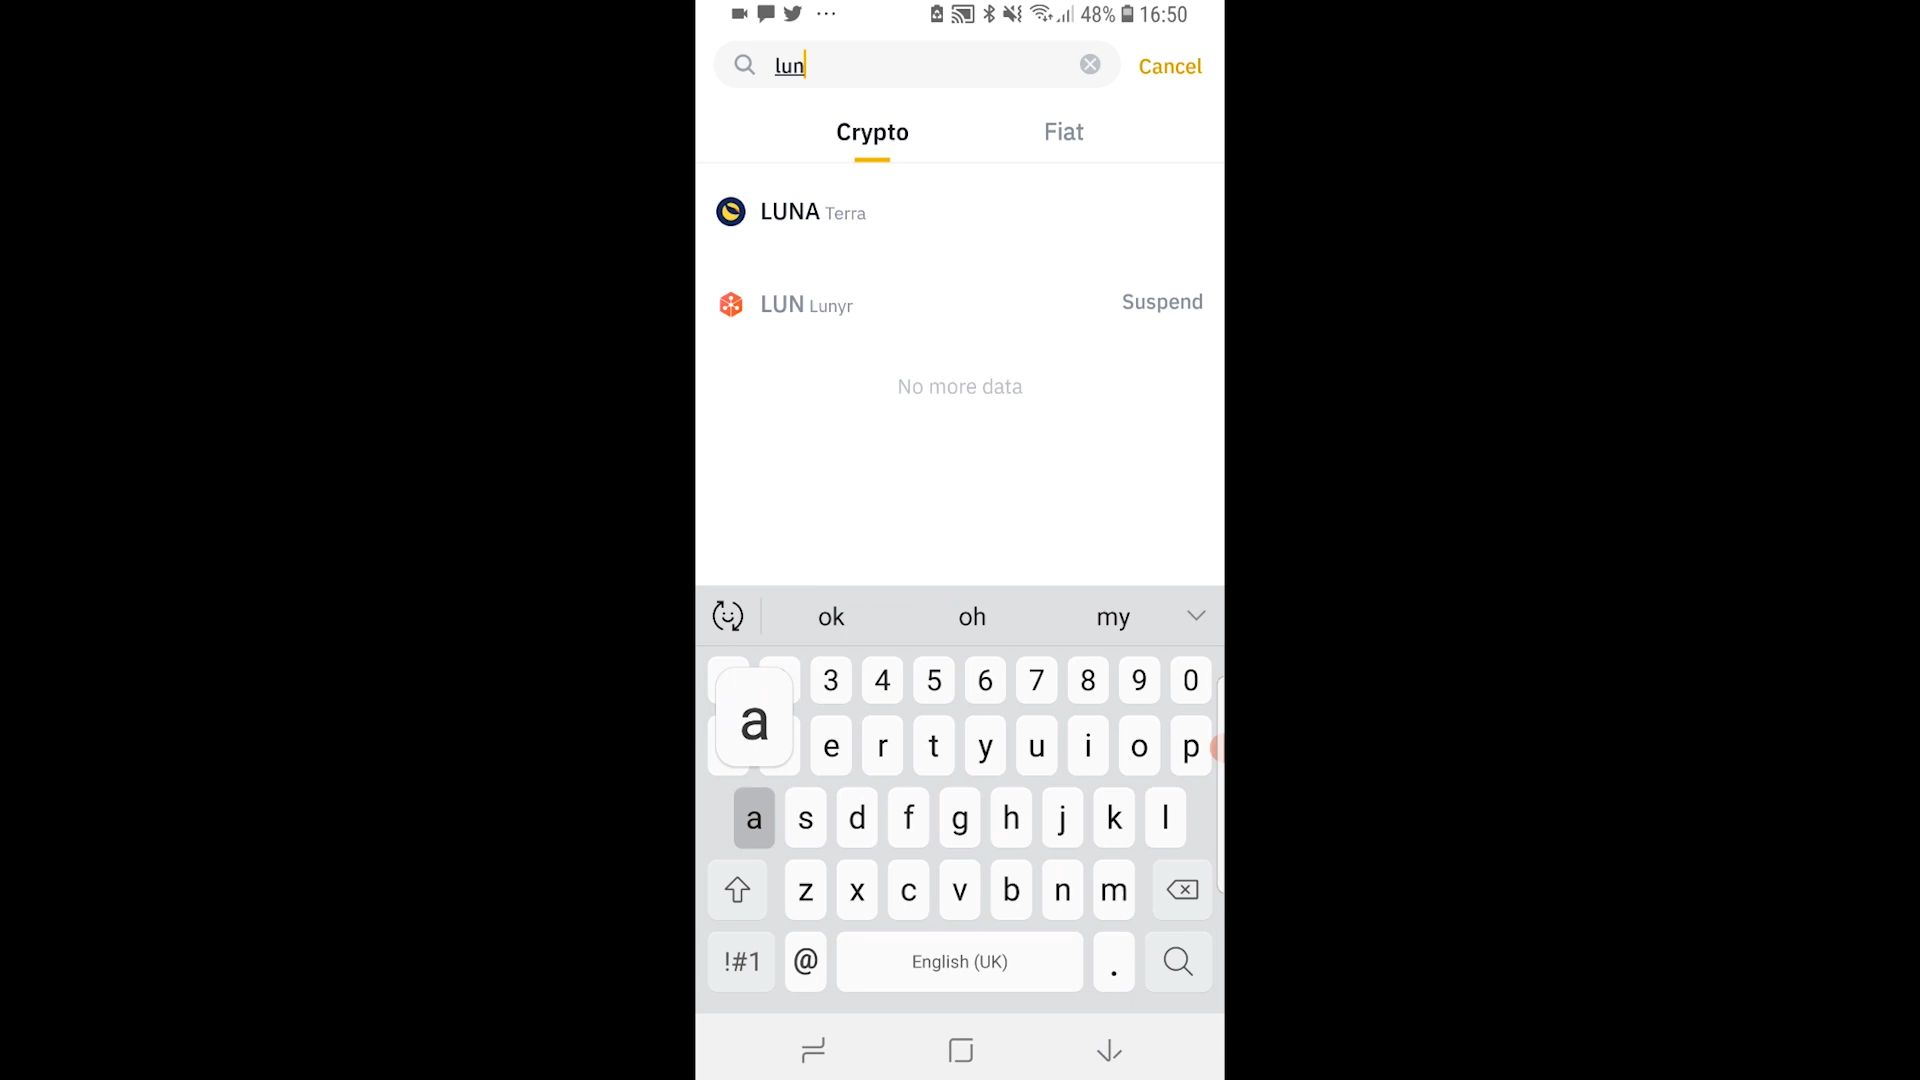 48% 16:50
lun Cancel
Crypto Fiat
LUNA Terra
LUN Lunyr Suspend
No more data
ok oh my
3 4 5 6 7 8 9 0
a
e r t y u i o p
a s d f g h j k l
z x c v b n m
!#1 @ English (UK) .